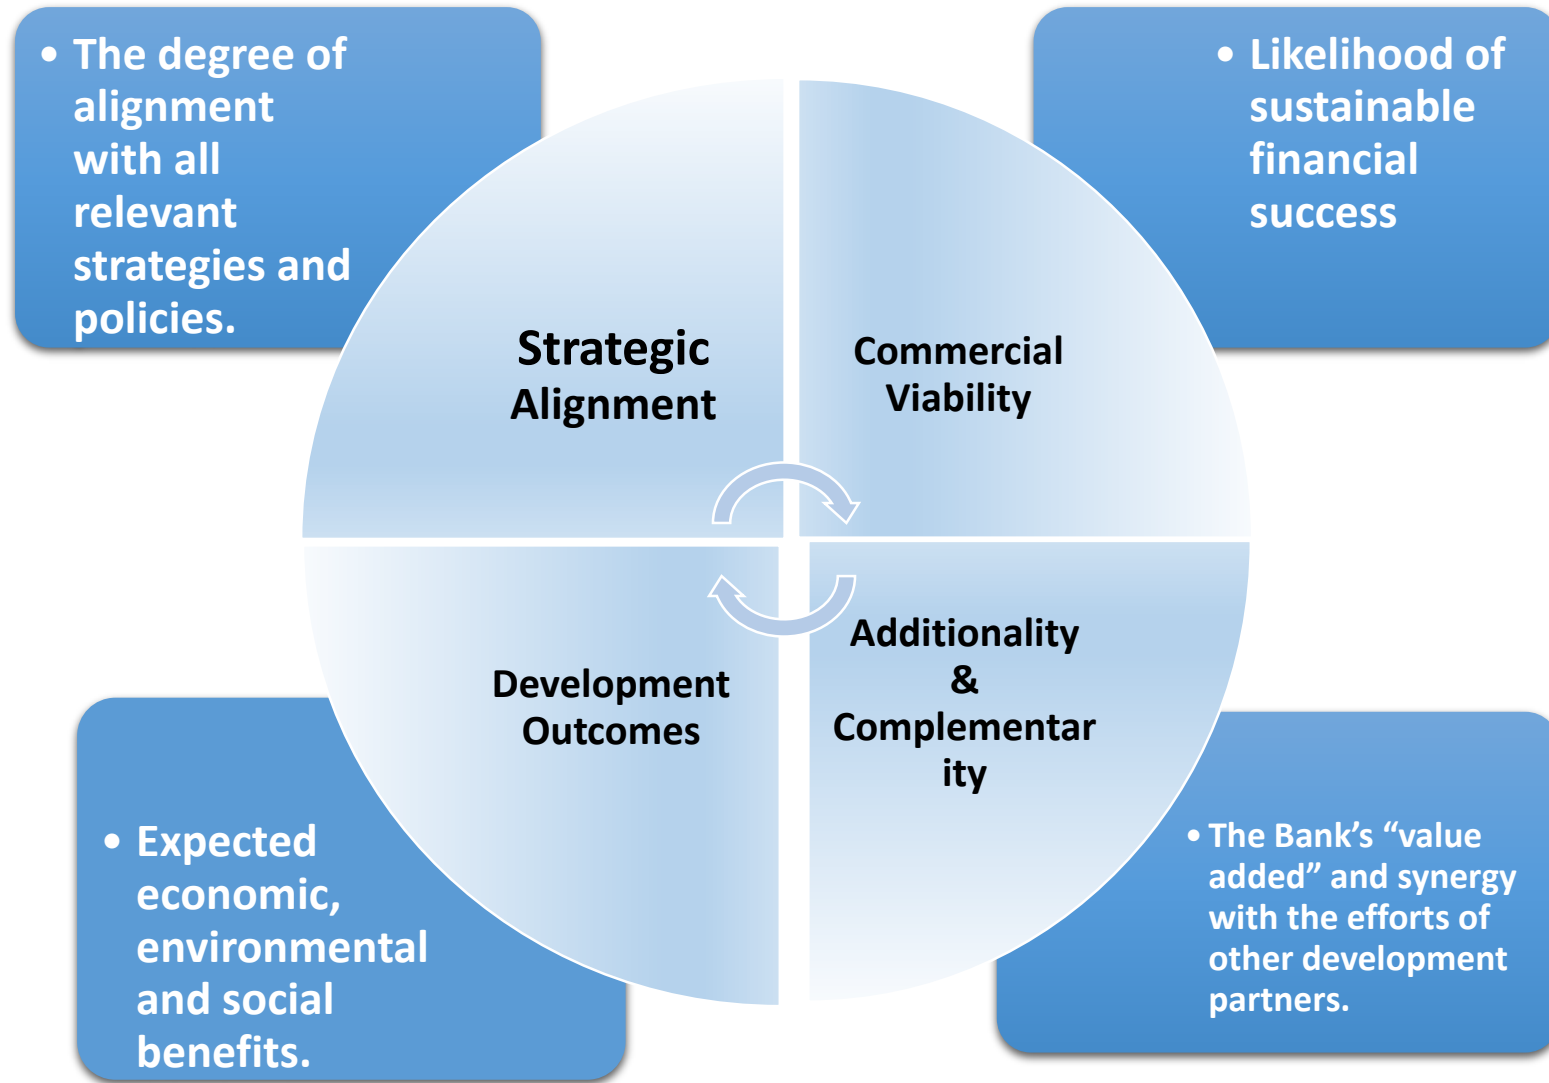 • The degree of
alignment
with all
relevant
strategies and
policies.
• Likelihood of
sustainable
financial
success
Strategic
Alignment
Commercial
Viability
Development
Outcomes
Additionality
&
Complementar
ity
• Expected
economic,
environmental
and social
benefits.
• The Bank’s “value
added” and synergy
with the efforts of
other development
partners.